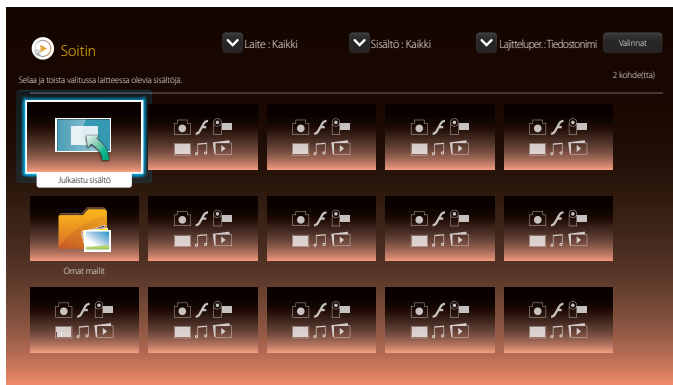 Soitin
Laite : Kaikki
Sisältö : Kaikki
Lajitteluper.: Tiedostonimi
Valinnat
Selaa ja toista valitussa laitteessa olevia sisältöjä.
2 kohde(tta)
Julkaistu sisältö
Omat mallit